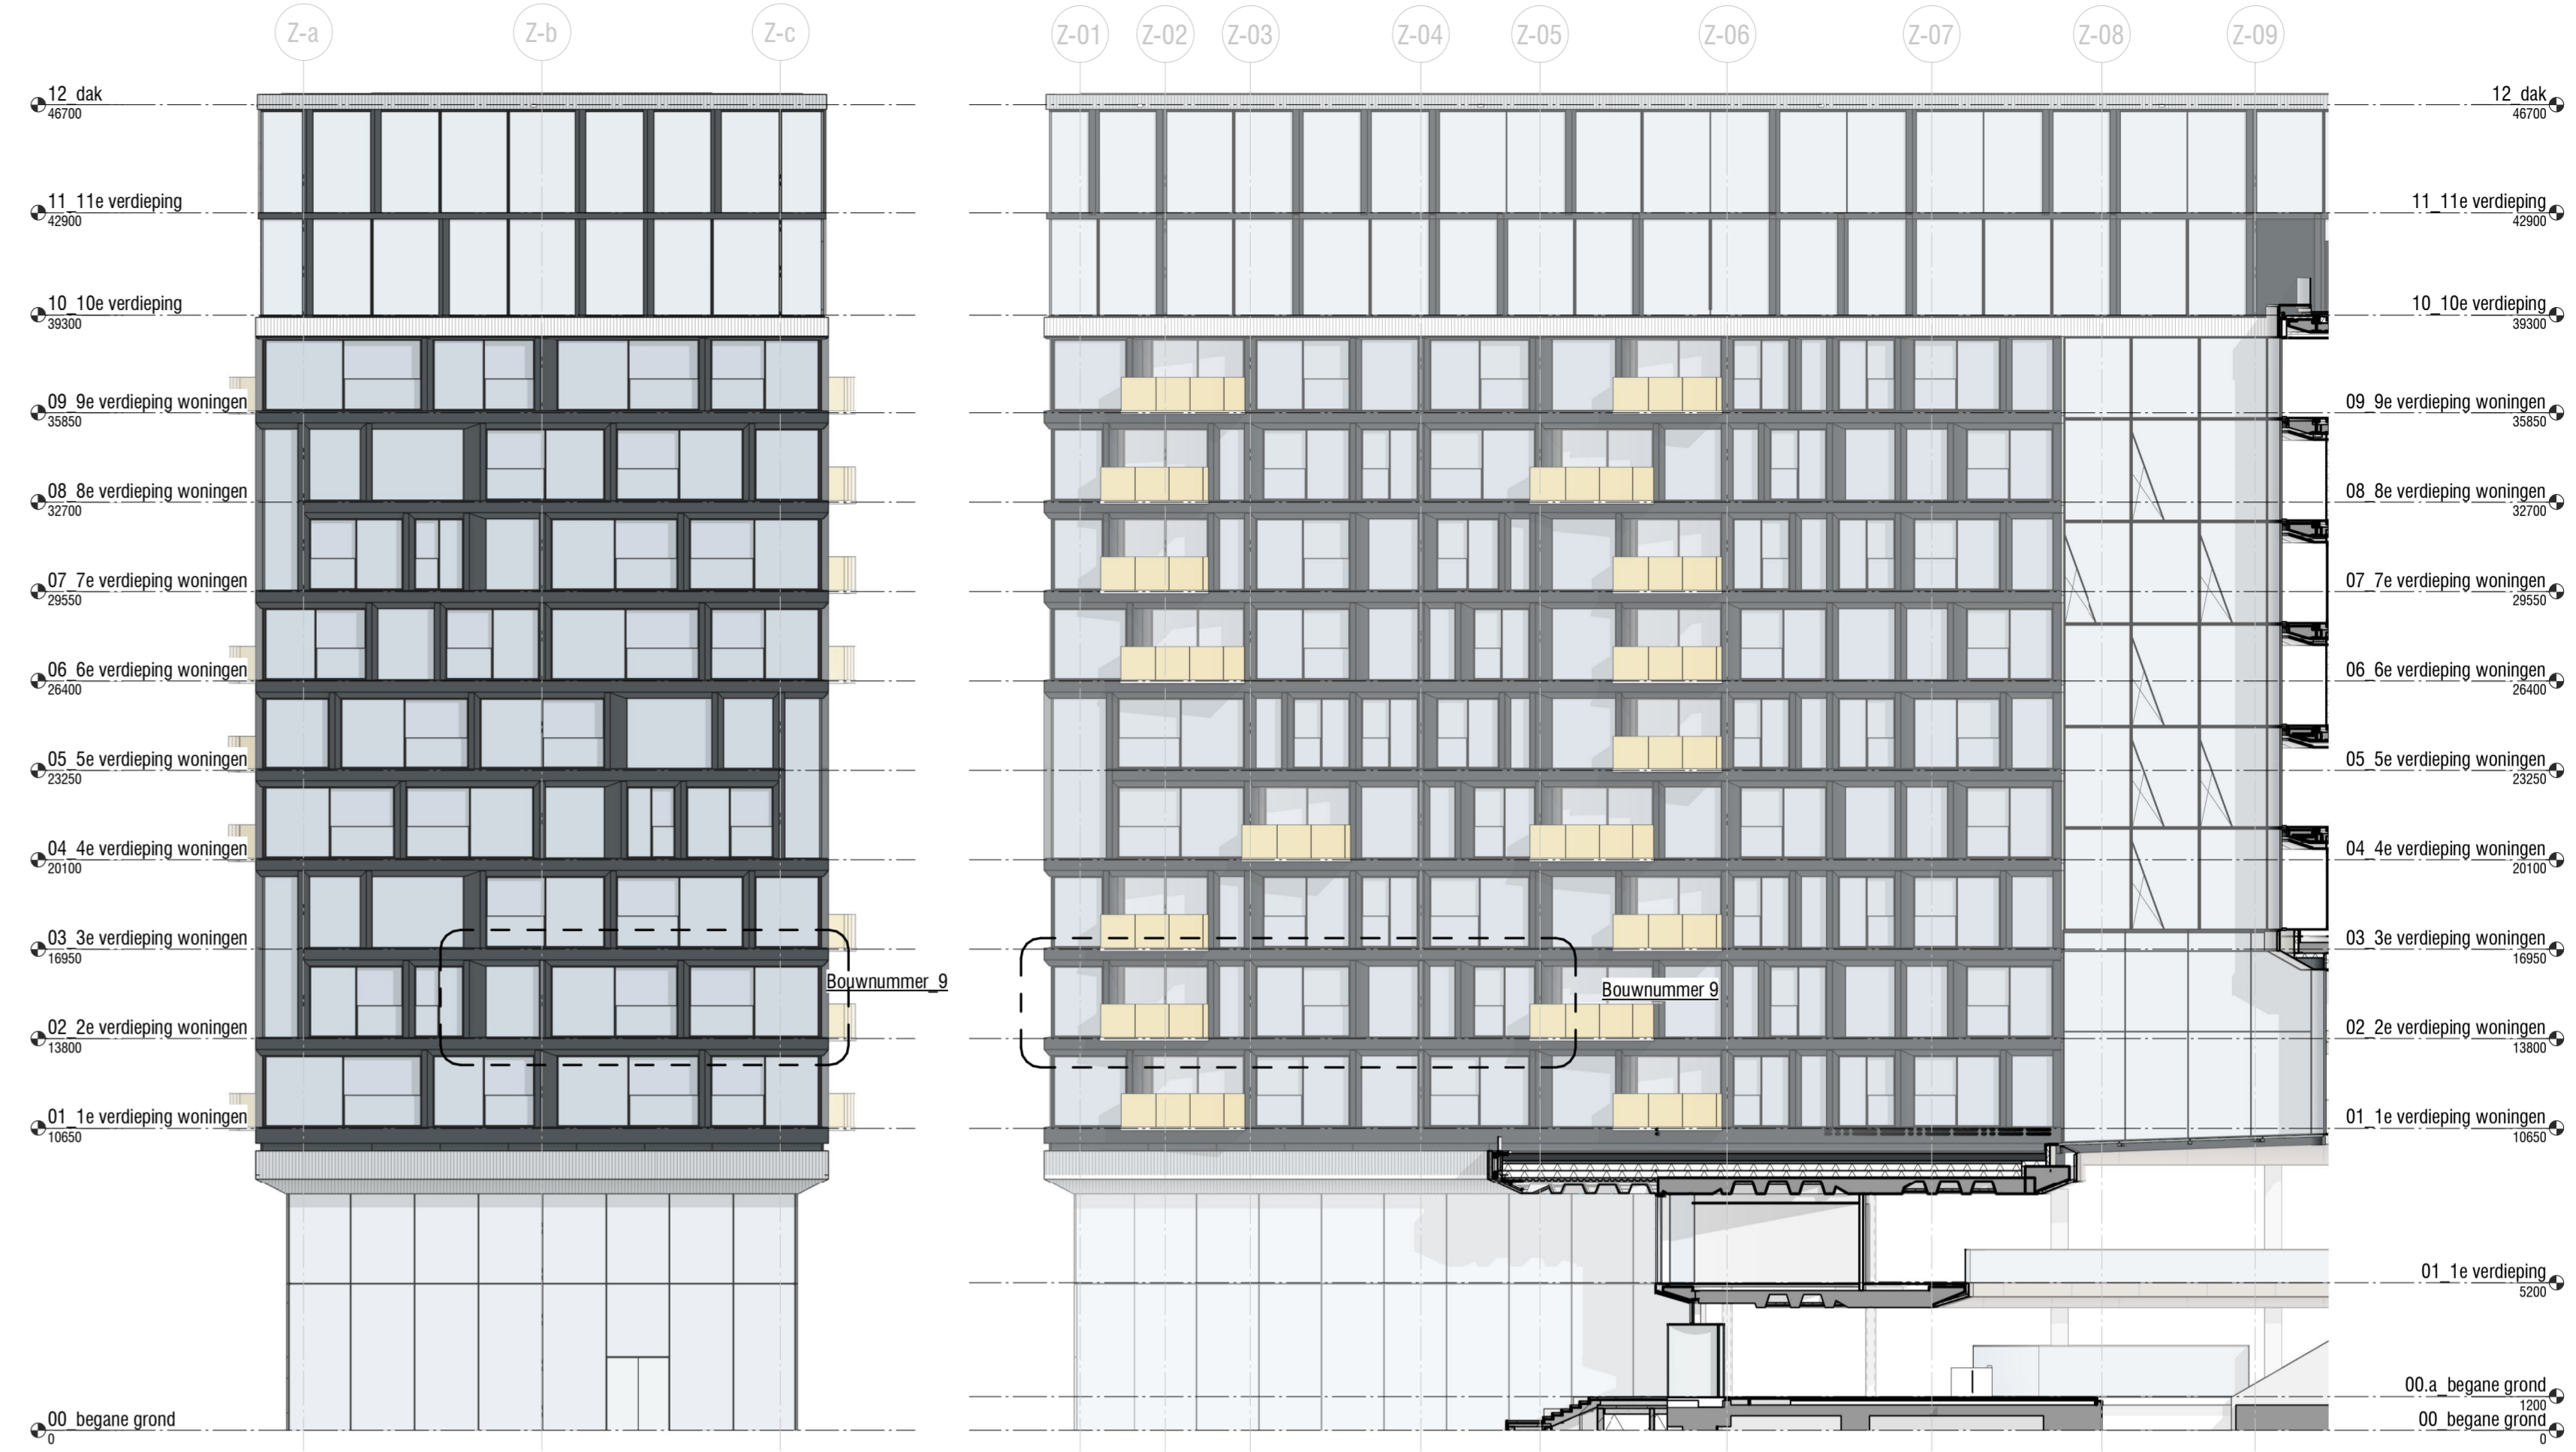 Z-a Z-b Z-c Z-01 Z-02 Z-03 Z-04 Z-05 Z-06 Z-07 Z-08 Z-09
12_dak
46700
11_11e verdieping
42900
10_10e verdieping
39300
09_9e verdieping woningen
35850
08_8e verdieping woningen
32700
07_7e verdieping woningen
29550
06_6e verdieping woningen
26400
05_5e verdieping woningen
23250
04_4e verdieping woningen
20100
03_3e verdieping woningen
16950
02_2e verdieping woningen
13800
01_1e verdieping woningen
10650
00_begane grond
0
Bouwnummer_9
Bouwnummer 9
12_dak
46700
11_11e verdieping
42900
10_10e verdieping
39300
09_9e verdieping woningen
35850
08_8e verdieping woningen
32700
07_7e verdieping woningen
29550
06_6e verdieping woningen
26400
05_5e verdieping woningen
23250
04_4e verdieping woningen
20100
03_3e verdieping woningen
16950
02_2e verdieping woningen
13800
01_1e verdieping woningen
10650
01_1e verdieping
5200
00.a_begane grond
1200
00_begane grond
0